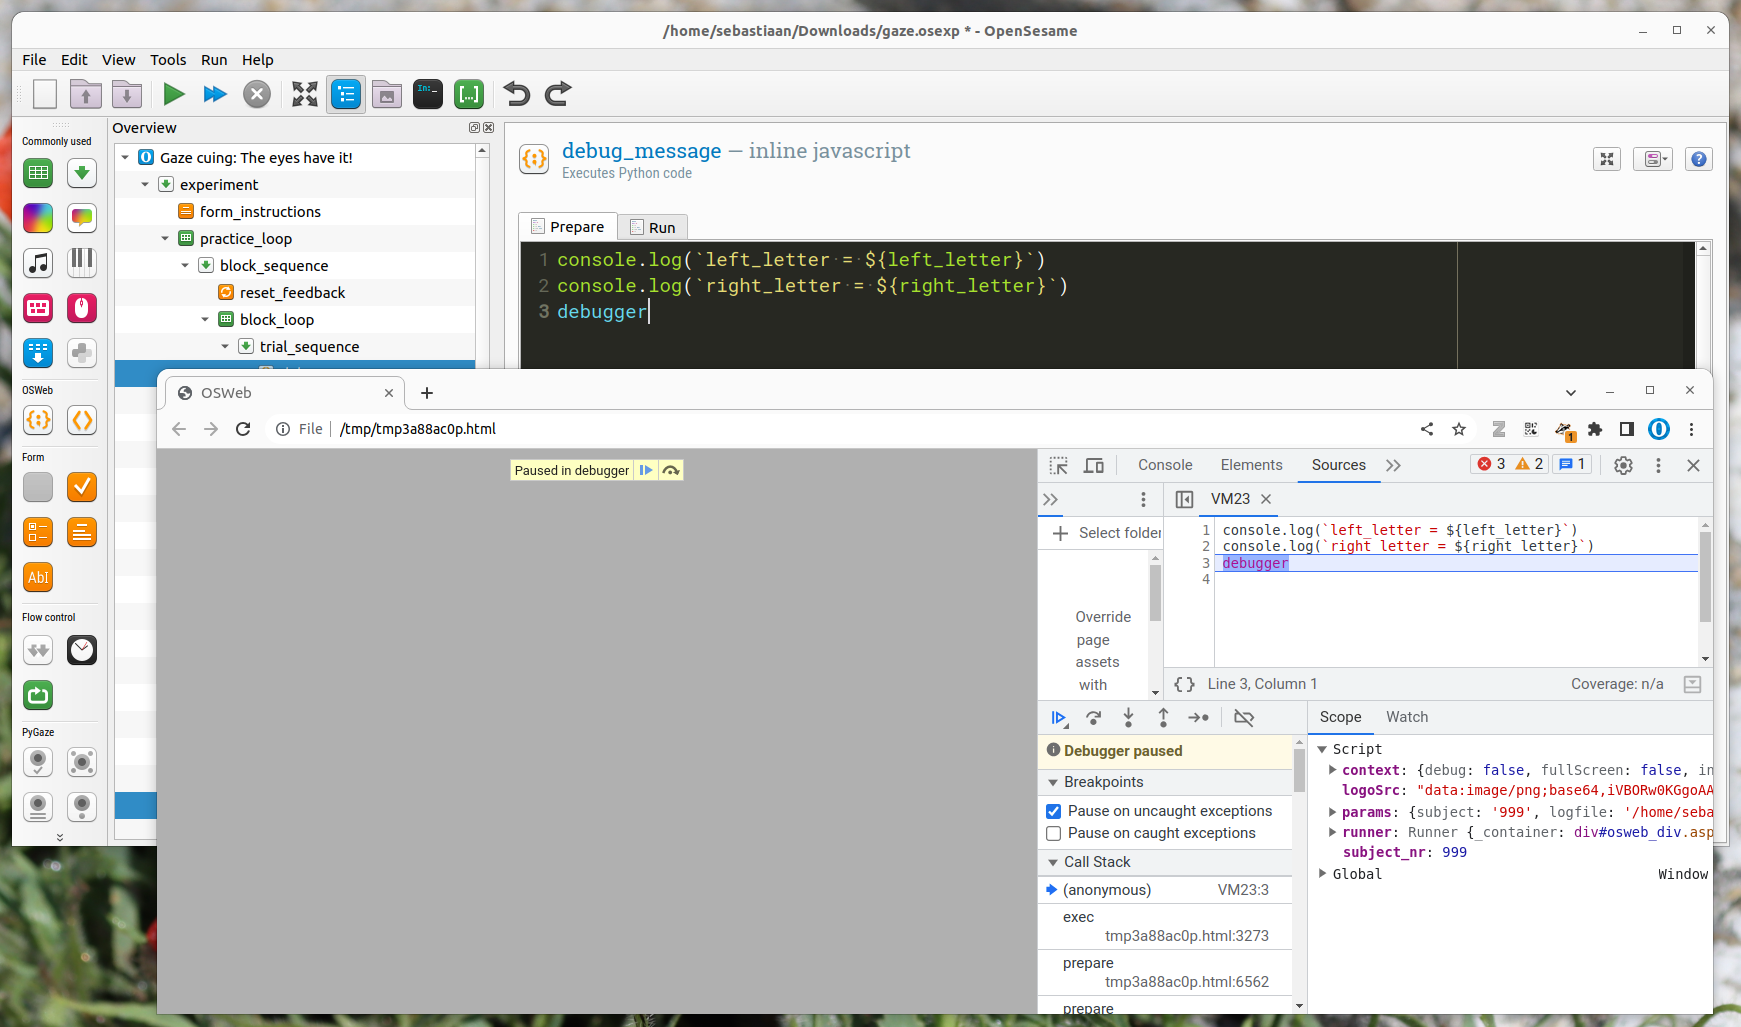 /home/sebastiaan/Downloads/gaze.osexp * - OpenSesame
File Edit View Tools Run Help
In:_
Commonly used
OSWeb
Form
AbI
Flow control
PyGaze
Overview
Gaze cuing: The eyes have it!
experiment
form_instructions
practice_loop
block_sequence
reset_feedback
block_loop
trial_sequence
debug_message — inline javascript
Executes Python code
Prepare
Run
1 console.log(`left_letter = ${left_letter}`)
2 console.log(`right_letter = ${right_letter}`)
3 debugger
OSWeb
File /tmp/tmp3a88ac0p.html
1
Paused in debugger
Console Elements Sources
3 2 1
VM23
Select folder
Override
page
assets
with
1 console.log(`left_letter = ${left_letter}`)
2 console.log(`right_letter = ${right_letter}`)
3 debugger
4
{} Line 3, Column 1
Coverage: n/a
Debugger paused
Breakpoints
Pause on uncaught exceptions
Pause on caught exceptions
Call Stack
(anonymous) VM23:3
exec
tmp3a88ac0p.html:3273
prepare
tmp3a88ac0p.html:6562
prepare
Scope Watch
Script
context: {debug: false, fullScreen: false, in
logoSrc: "data:image/png;base64,iVBORw0KGgoAA
params: {subject: '999', logfile: '/home/seba
runner: Runner {_container: div#osweb_div.asp
subject_nr: 999
Global Window